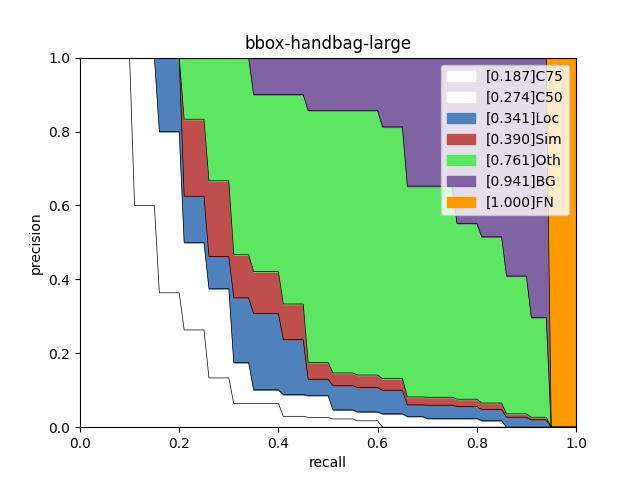 bbox-handbag-large
1.0
0.8
0.6
0.4
0.2
0.0
precision
[0.187]C75
[0.274]C50
[0.341]Loc
[0.390]Sim
[0.761]Oth
[0.941]BG
[1.000]FN
0.0 0.2 0.4 0.6 0.8 1.0
recall